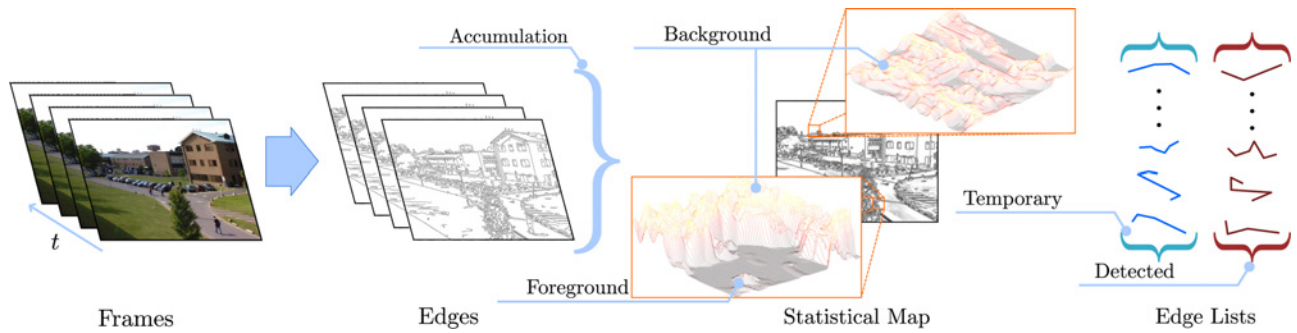 Accumulation
Background
Temporary
t
Foreground
Detected
Frames
Edges
Statistical Map
Edge Lists